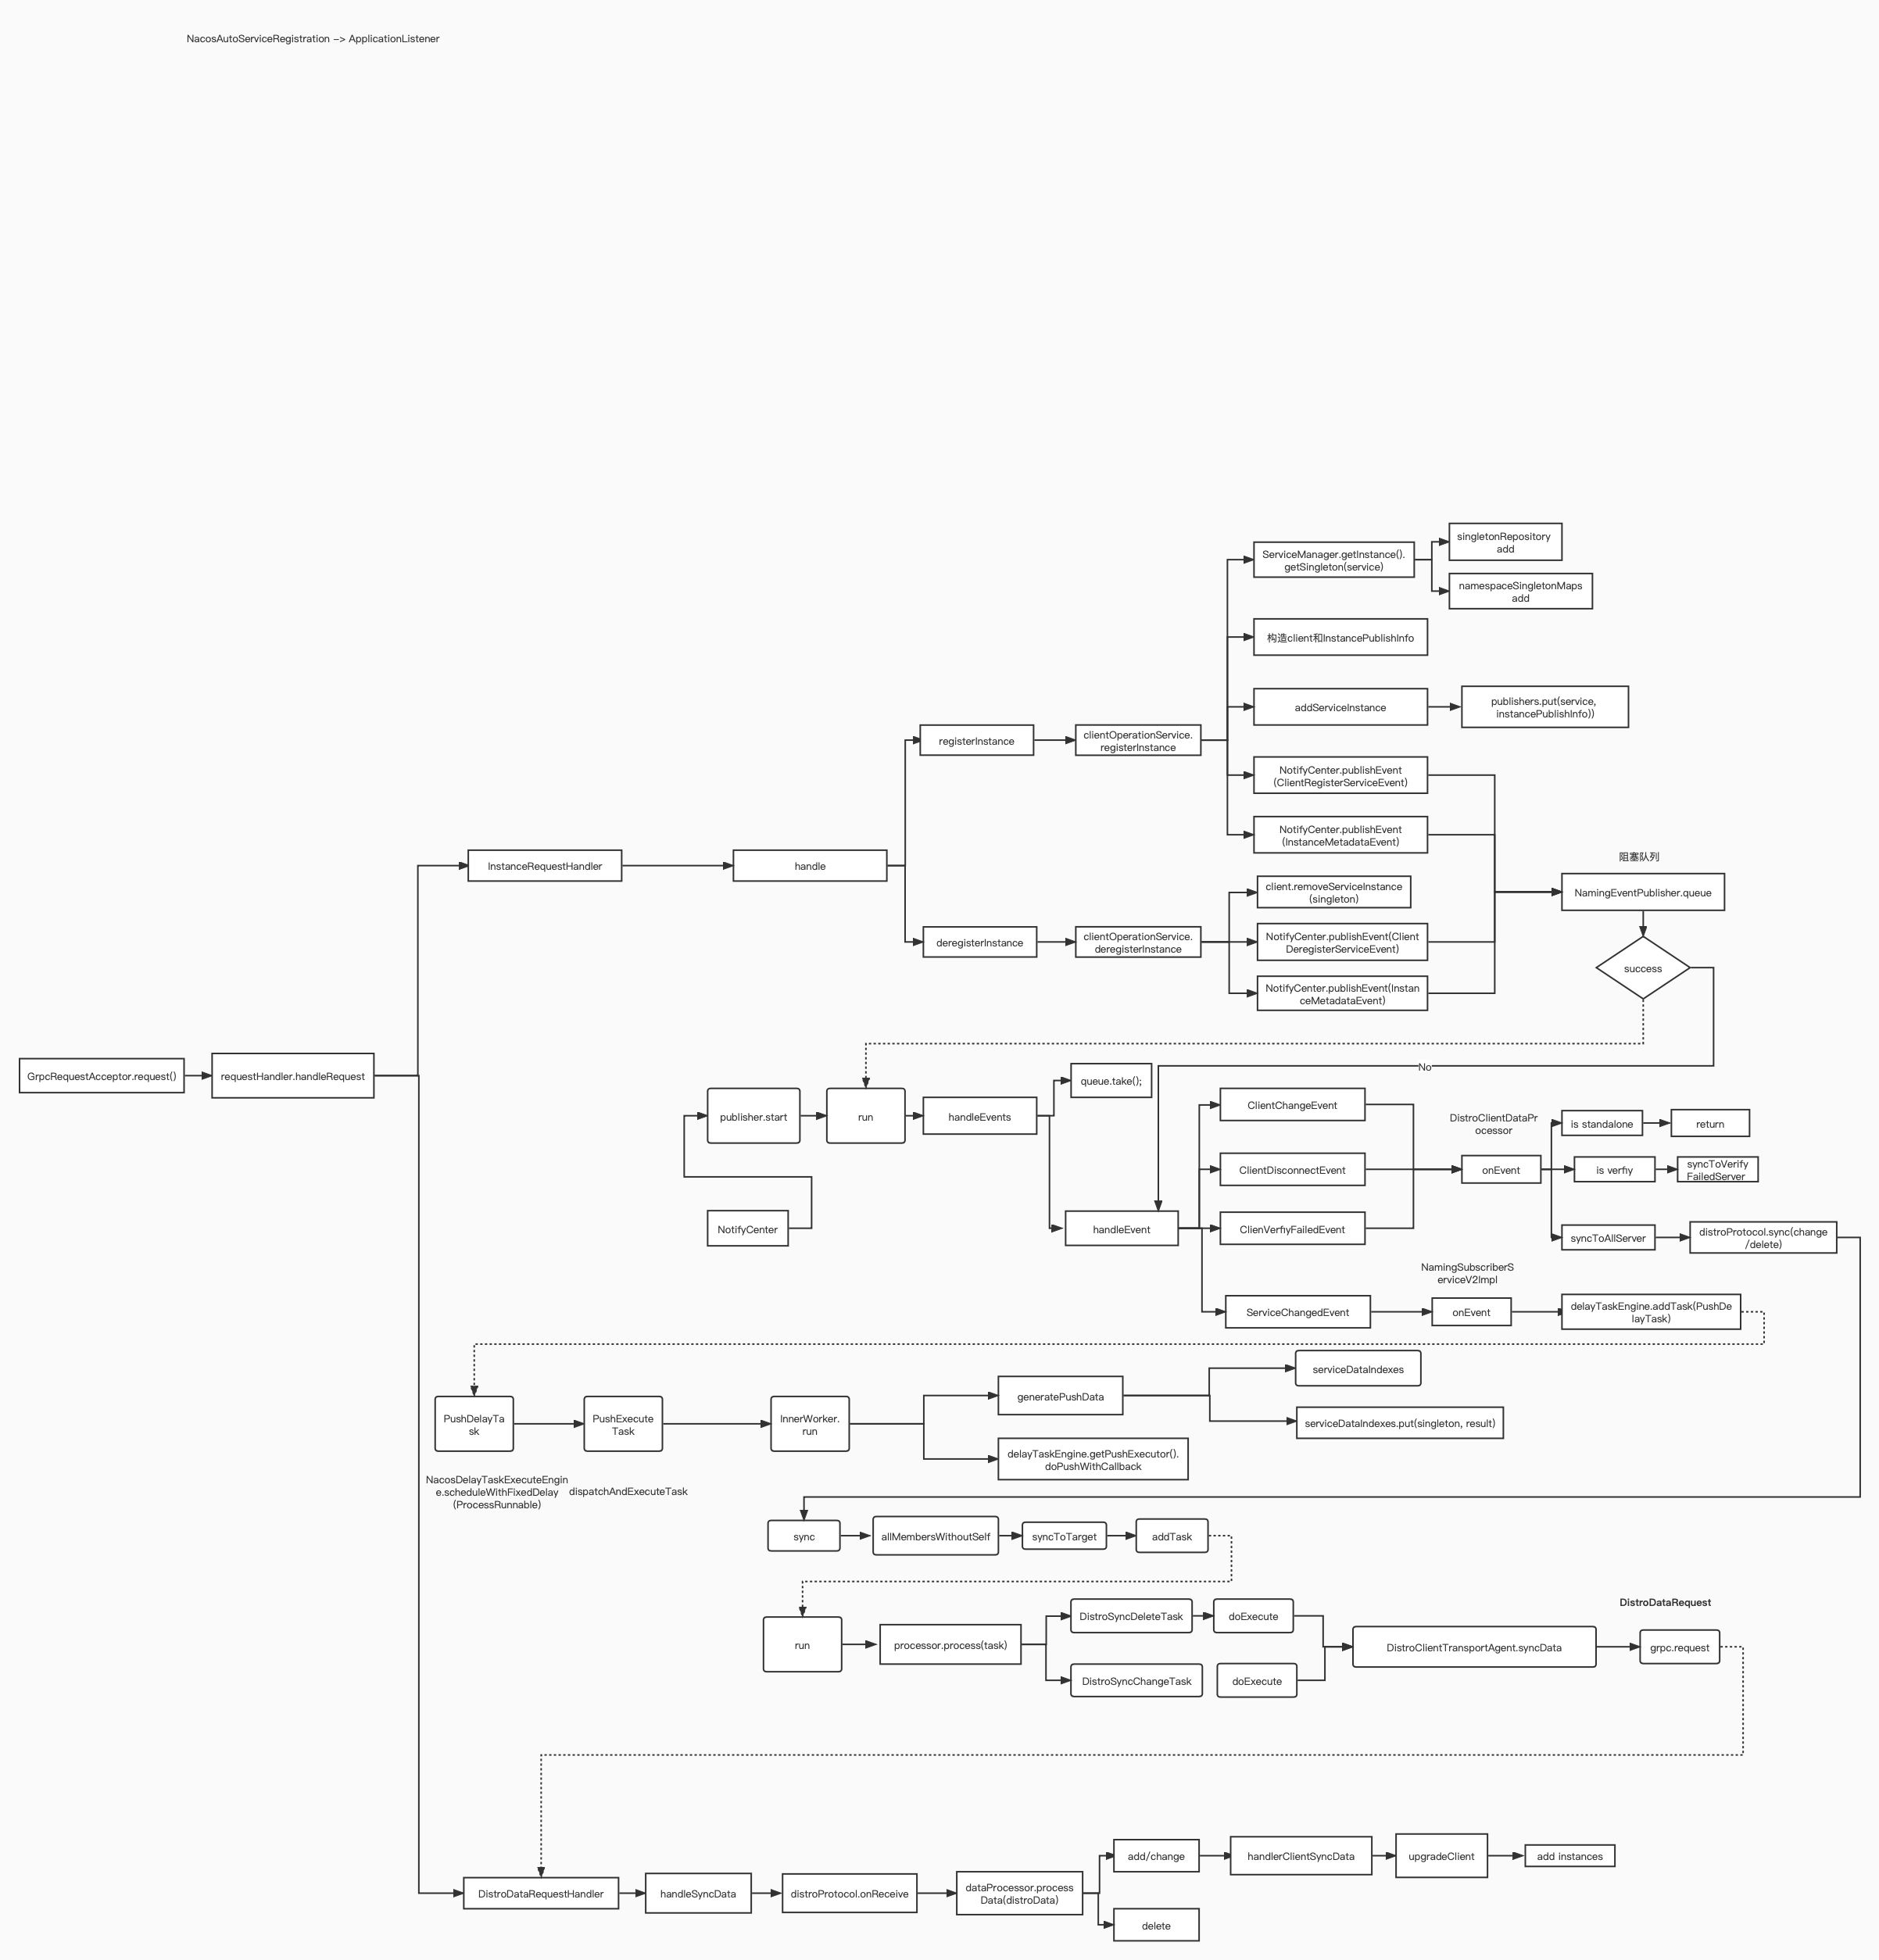 NacosAutoServiceRegistration -> ApplicationListener
singletonRepository
add
ServiceManager.getInstance().
getSingleton(service)
namespaceSingletonMaps
add
构造client和InstancePublishInfo
addServiceInstance
publishers.put(service,
instancePublishInfo))
registerInstance
clientOperationService.
registerInstance
NotifyCenter.publishEvent
(ClientRegisterServiceEvent)
NotifyCenter.publishEvent
(InstanceMetadataEvent)
InstanceRequestHandler
handle
阻塞队列
client.removeServiceInstance
(singleton)
NamingEventPublisher.queue
deregisterInstance
clientOperationService.
deregisterInstance
NotifyCenter.publishEvent(Client
DeregisterServiceEvent)
success
NotifyCenter.publishEvent(Instan
ceMetadataEvent)
GrpcRequestAcceptor.request()
requestHandler.handleRequest
No
queue.take();
publisher.start
run
handleEvents
ClientChangeEvent
DistroClientDataPr
ocessor
is standalone
return
ClientDisconnectEvent
onEvent
is verfiy
syncToVerify
FailedServer
NotifyCenter
handleEvent
ClienVerfiyFailedEvent
syncToAllServer
distroProtocol.sync(change
/delete)
NamingSubscriberS
erviceV2Impl
ServiceChangedEvent
onEvent
delayTaskEngine.addTask(PushDe
layTask)
serviceDataIndexes
generatePushData
PushDelayTa
sk
PushExecute
Task
InnerWorker.
run
serviceDataIndexes.put(singleton, result)
delayTaskEngine.getPushExecutor().
doPushWithCallback
NacosDelayTaskExecuteEngin
e.scheduleWithFixedDelay
(ProcessRunnable)
dispatchAndExecuteTask
sync
allMembersWithoutSelf
syncToTarget
addTask
DistroDataRequest
DistroSyncDeleteTask
doExecute
run
processor.process(task)
DistroClientTransportAgent.syncData
grpc.request
DistroSyncChangeTask
doExecute
add/change
handlerClientSyncData
upgradeClient
add instances
DistroDataRequestHandler
handleSyncData
distroProtocol.onReceive
dataProcessor.process
Data(distroData)
delete